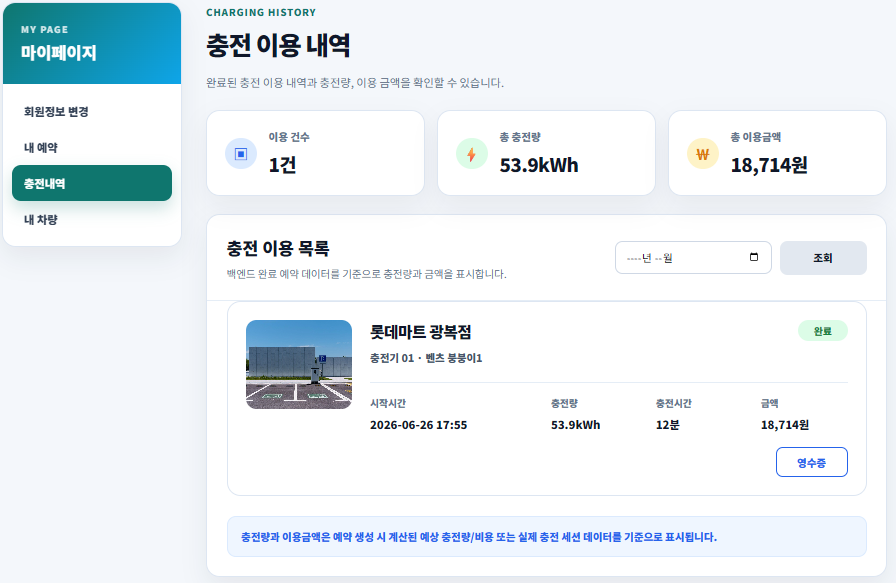 MY PAGE
마이페이지
회원정보 변경
내 예약
충전내역
내 차량
CHARGING HISTORY
충전 이용 내역
완료된 충전 이용 내역과 충전량, 이용 금액을 확인할 수 있습니다.
이용 건수
1건
총 충전량
53.9kWh
₩
총 이용금액
18,714원
충전 이용 목록
백엔드 완료 예약 데이터를 기준으로 충전량과 금액을 표시합니다.
----년 --월
조회
롯데마트 광복점
완료
충전기 01 · 벤츠 붕붕이1
시작시간 충전량 충전시간 금액
2026-06-26 17:55 53.9kWh 12분 18,714원
영수증
충전량과 이용금액은 예약 생성 시 계산된 예상 충전량/비용 또는 실제 충전 세션 데이터를 기준으로 표시됩니다.